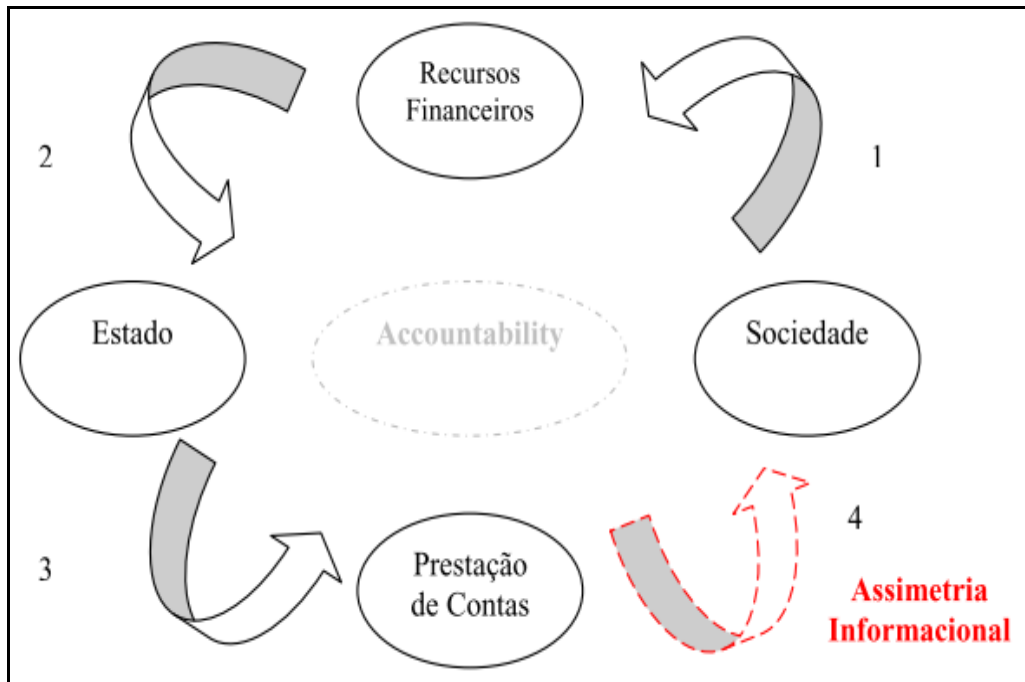 Recursos
Financeiros
2
1
Estado
Accountability
Sociedade
3
Prestação
de Contas
4
Assimetria
Informacional